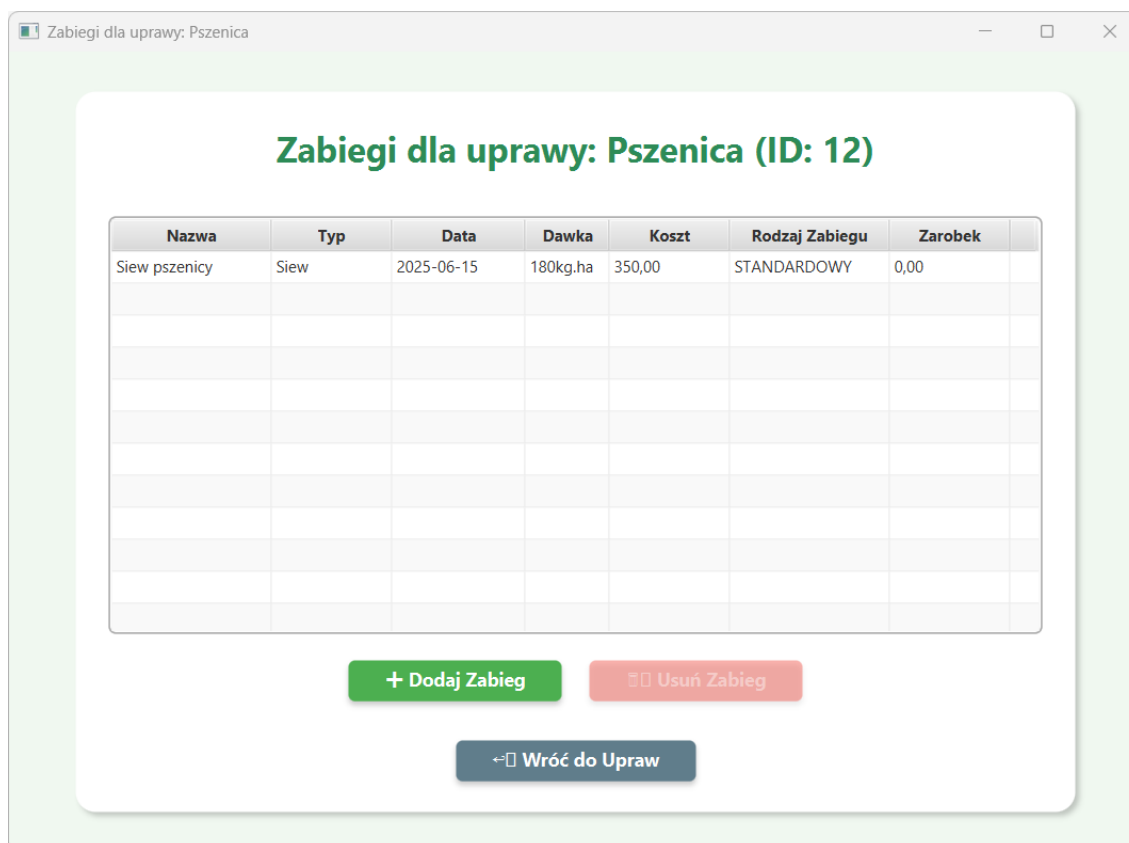 Zabiegi dla uprawy: Pszenica
Zabiegi dla uprawy: Pszenica (ID: 12)
Nazwa Typ Data Dawka Koszt Rodzaj Zabiegu Zarobek
Siew pszenicy Siew 2025-06-15 180kg.ha 350,00 STANDARDOWY 0,00
+ Dodaj Zabieg Usuń Zabieg
↩ Wróć do Upraw